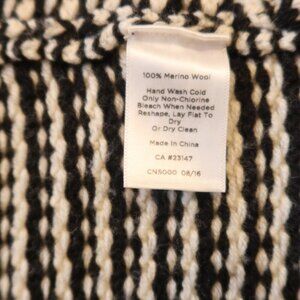 100% Merino Wool
Hand Wash Cold
Only Non-Chlorine
Bleach When Needed
Reshape, Lay Flat To
Dry
Or Dry Clean
Made In China
CA #23147
CNS000 08/16